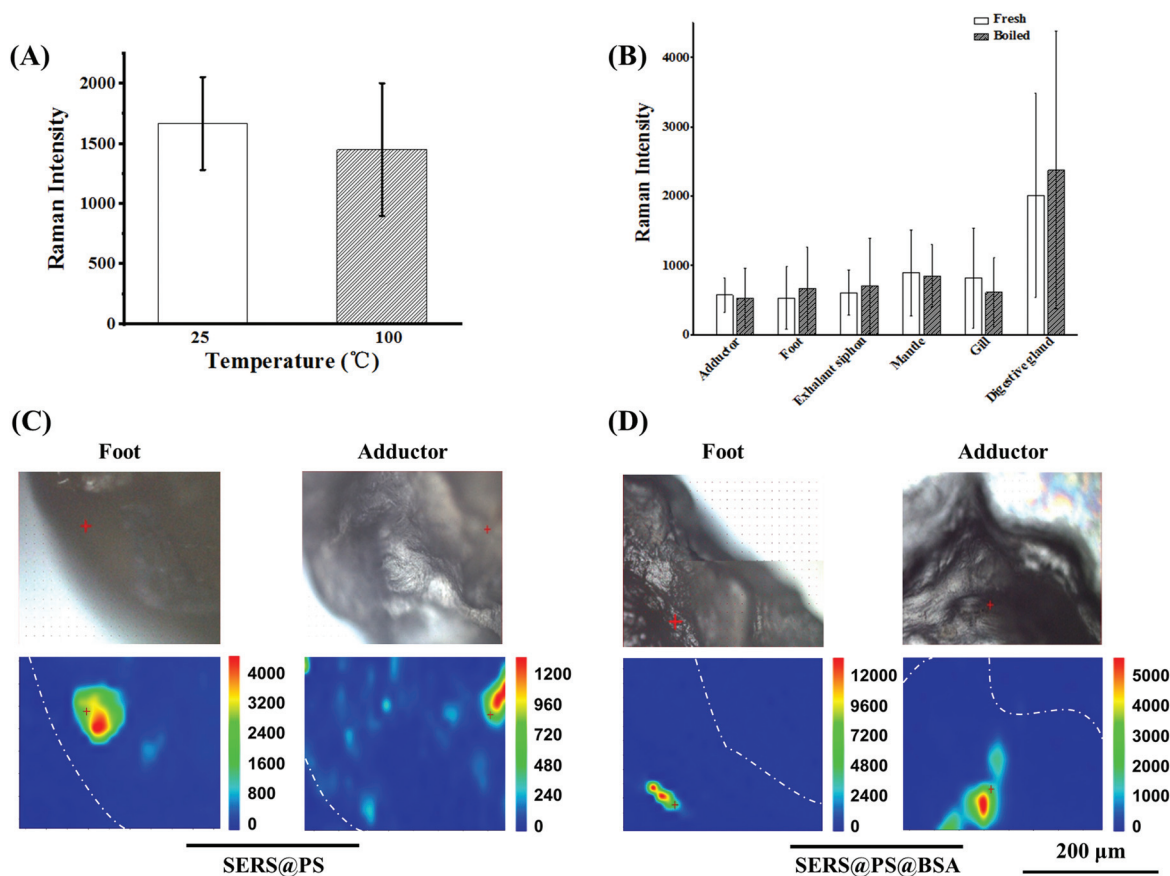 (A)
2000
1500
1000
500
0
Raman Intensity
25
100
Temperature (℃)
(B)
Fresh
Boiled
4000
3000
2000
1000
0
Raman Intensity
Adductor
Foot
Exhalant siphon
Mantle
Gill
Digestive gland
(C)
Foot
Adductor
4000
3200
2400
1600
800
0
1200
960
720
480
240
0
SERS@PS
(D)
Foot
Adductor
12000
9600
7200
4800
2400
0
5000
4000
3000
2000
1000
0
SERS@PS@BSA
200 μm